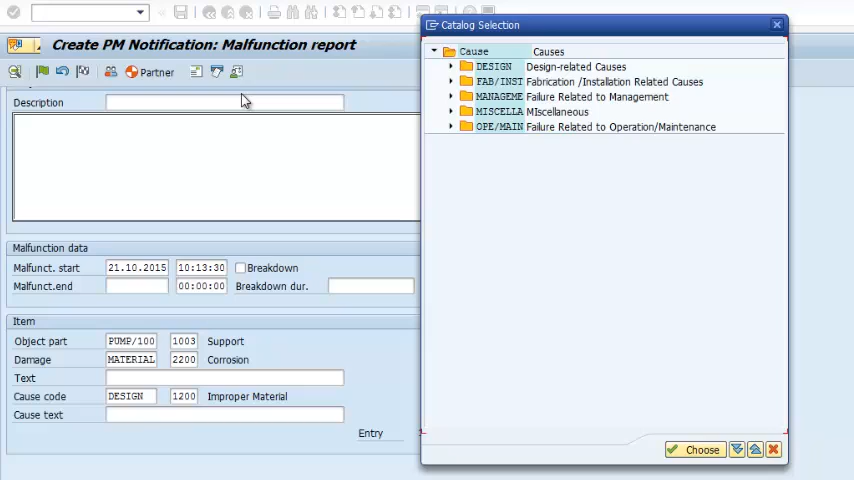 Catalog Selection
Create PM Notification: Malfunction report
Partner
Description
Malfunction data
Malfunct. start 21.10.2015 10:13:30 Breakdown
Malfunct.end 00:00:00 Breakdown dur.
Item
Object part PUMP/100 1003 Support
Damage MATERIAL 2200 Corrosion
Text
Cause code DESIGN 1200 Improper Material
Cause text
Entry
Cause Causes
DESIGN Design-related Causes
FAB/INST Fabrication /Installation Related Causes
MANAGEME Failure Related to Management
MISCELLA MIscellaneous
OPE/MAIN Failure Related to Operation/Maintenance
Choose